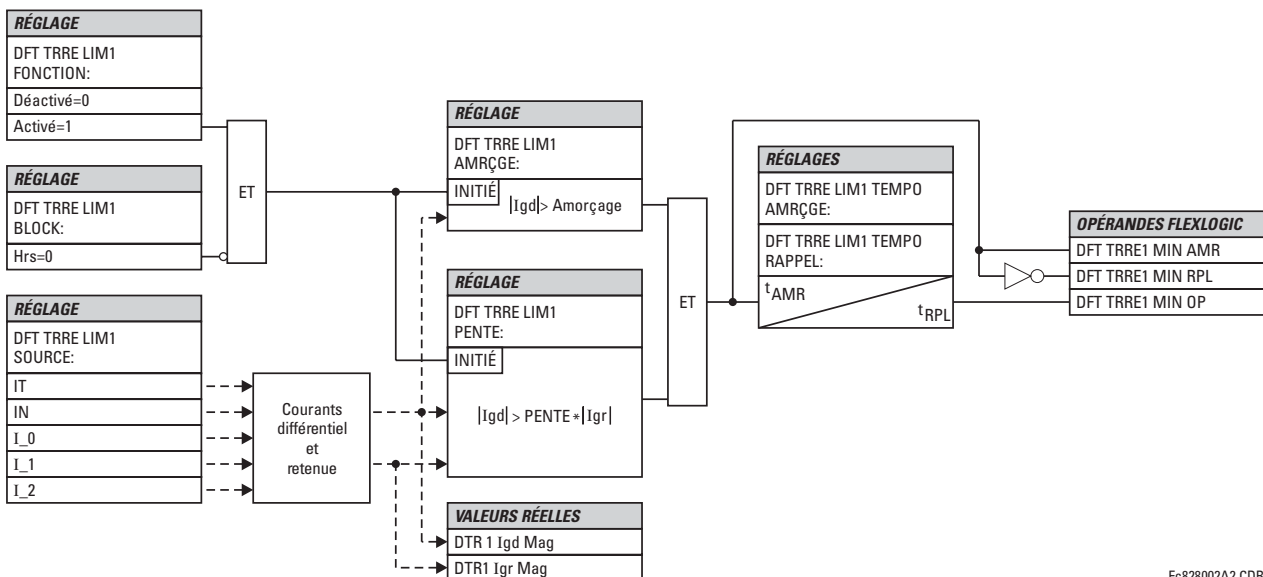 RÉGLAGE
DFT TRRE LIM1
FONCTION:
Déactivé=0
Activé=1
RÉGLAGE
DFT TRRE LIM1
BLOCK:
Hrs=0
ET
RÉGLAGE
DFT TRRE LIM1
SOURCE:
IT
IN
I_0
I_1
I_2
Courants
différentiel
et
retenue
RÉGLAGE
DFT TRRE LIM1
AMRÇGE:
INITIÉ
|Igd|> Amorçage
RÉGLAGE
DFT TRRE LIM1
PENTE:
INITIÉ
|Igd| > PENTE*|Igr|
VALEURS RÉELLES
DTR 1 Igd Mag
DTR1 Igr Mag
ET
RÉGLAGES
DFT TRRE LIM1 TEMPO
AMRÇGE:
DFT TRRE LIM1 TEMPO
RAPPEL:
tAMR
tRPL
OPÉRANDES FLEXLOGIC
DFT TRRE1 MIN AMR
DFT TRRE1 MIN RPL
DFT TRRE1 MIN OP